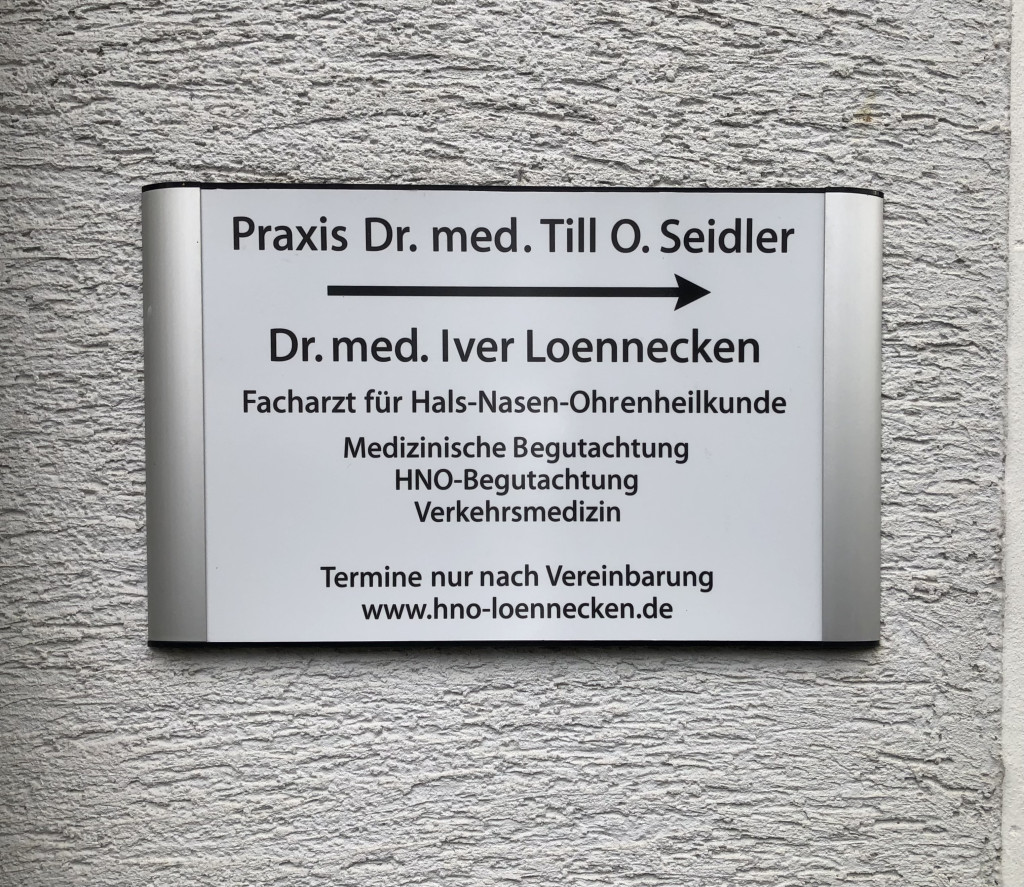 Praxis Dr. med. Till O. Seidler
Dr. med. Iver Loennecken
Facharzt für Hals-Nasen-Ohrenheilkunde
Medizinische Begutachtung
HNO-Begutachtung
Verkehrsmedizin
Termine nur nach Vereinbarung
www.hno-loennecken.de